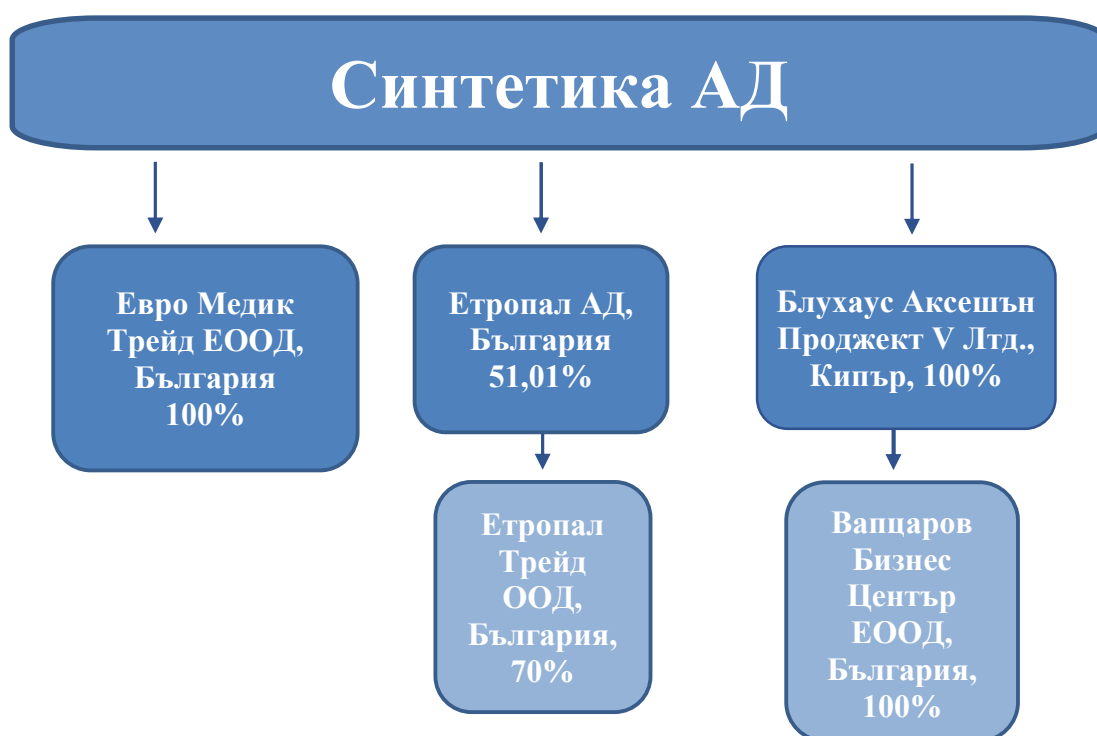 Синтетика АД
Евро Медик
Трейд ЕООД,
България
100%
Етропал АД,
България
51,01%
Блухаус Аксешън
Проджект V Лтд.,
Кипър, 100%
Етропал
Трейд
ООД,
България,
70%
Вапцаров
Бизнес
Център
ЕООД,
България,
100%